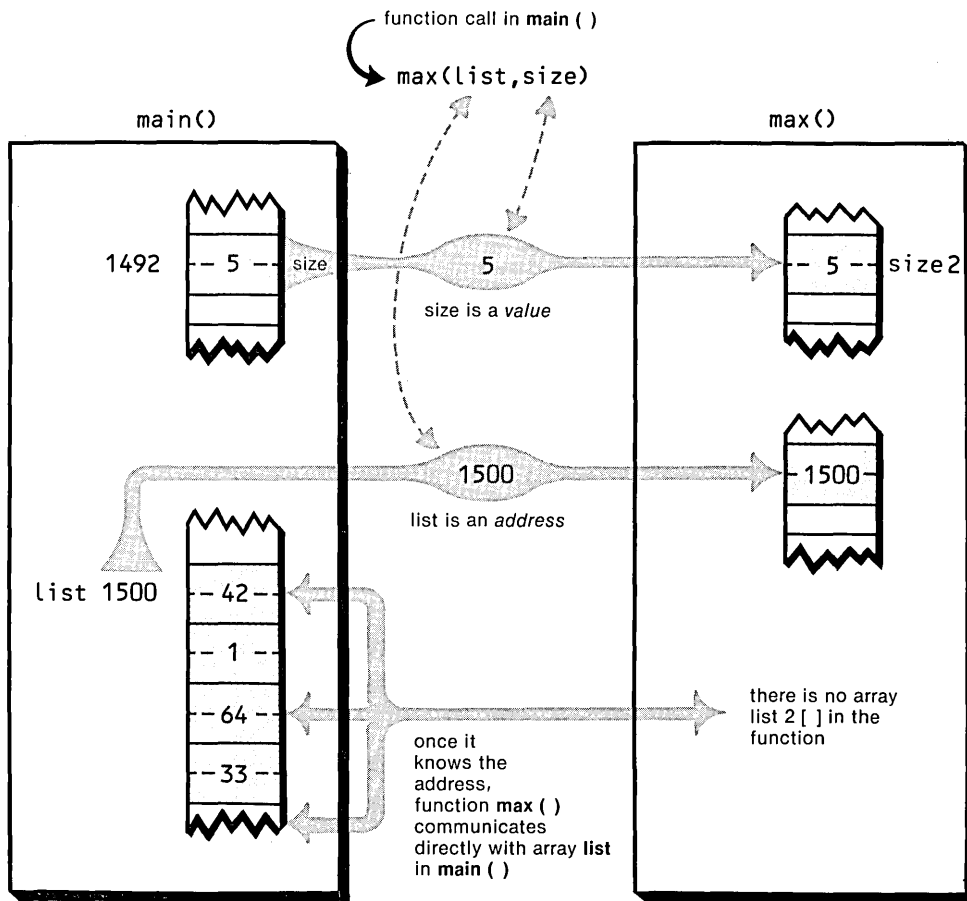 function call in main ( )
max(list,size)
main()
max()
1492
5
size
5
5
size2
size is a value
1500
1500
list is an address
list 1500
42
1
64
33
once it
knows the
address,
function max ( )
communicates
directly with array list
in main ( )
there is no array
list 2 [ ] in the
function